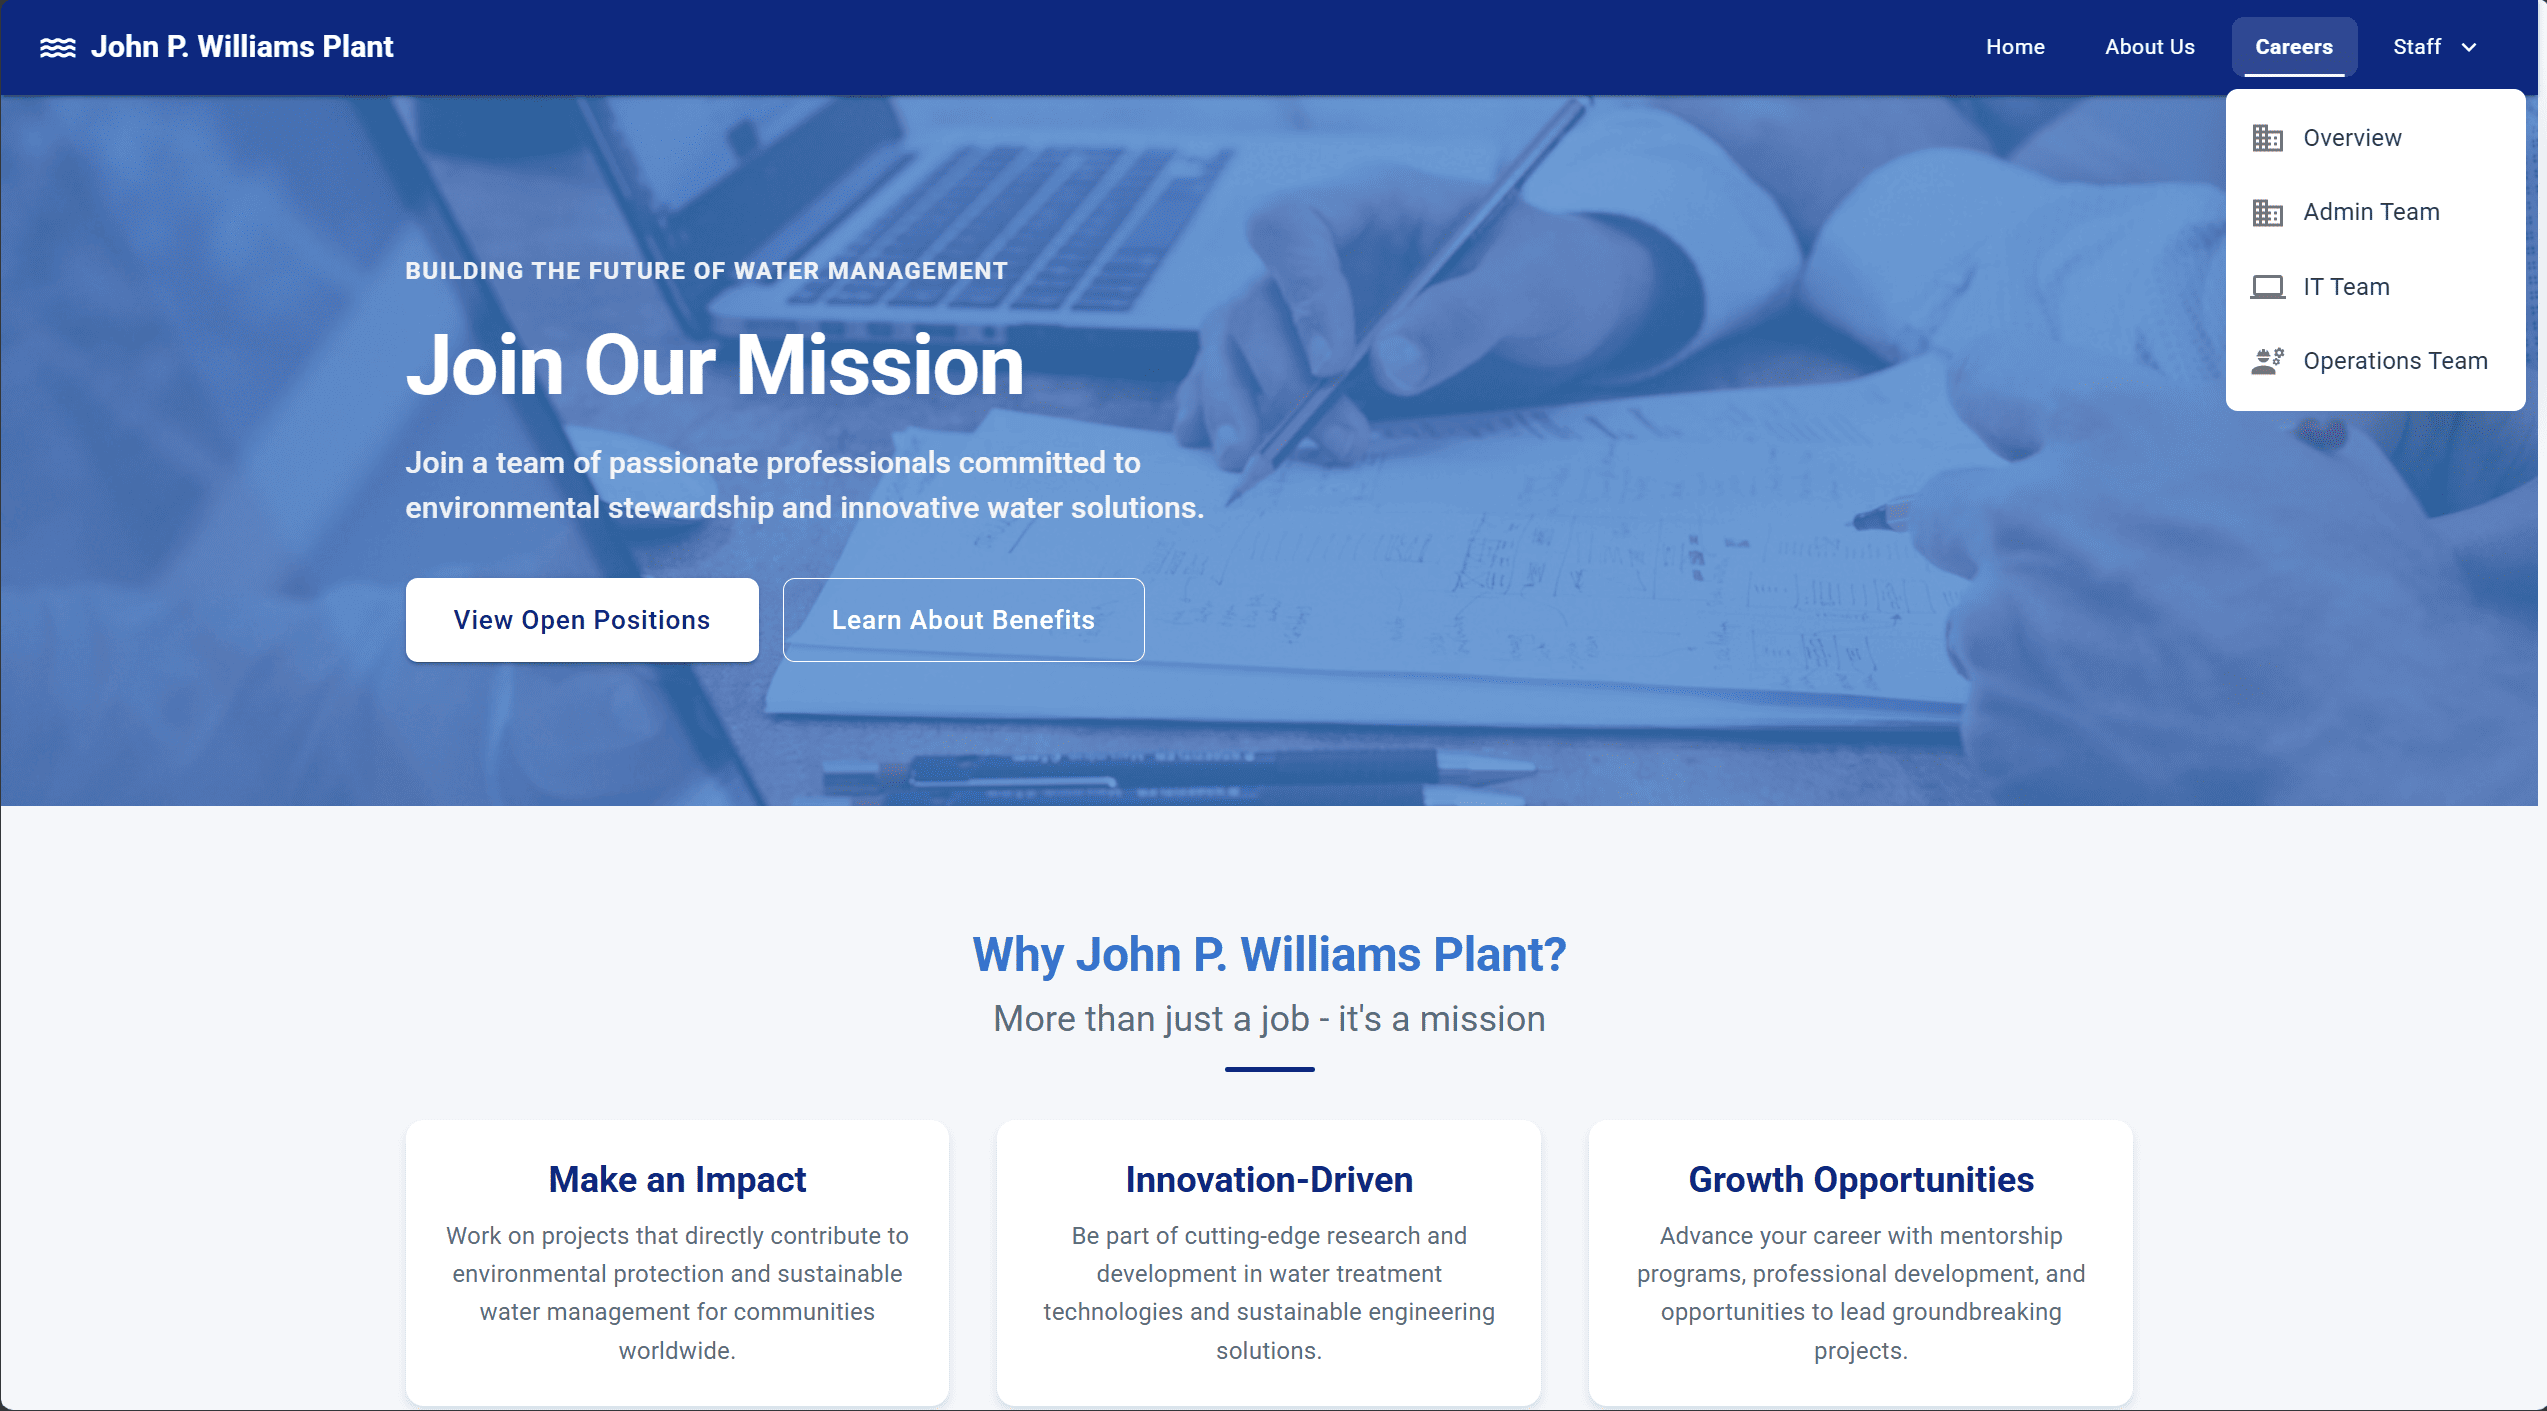 John P. Williams Plant
Home
About Us
Careers
Staff
Overview
Admin Team
IT Team
Operations Team
BUILDING THE FUTURE OF WATER MANAGEMENT
Join Our Mission
Join a team of passionate professionals committed to
environmental stewardship and innovative water solutions.
View Open Positions
Learn About Benefits
Why John P. Williams Plant?
More than just a job - it's a mission
Make an Impact
Work on projects that directly contribute to
environmental protection and sustainable
water management for communities
worldwide.
Innovation-Driven
Be part of cutting-edge research and
development in water treatment
technologies and sustainable engineering
solutions.
Growth Opportunities
Advance your career with mentorship
programs, professional development, and
opportunities to lead groundbreaking
projects.